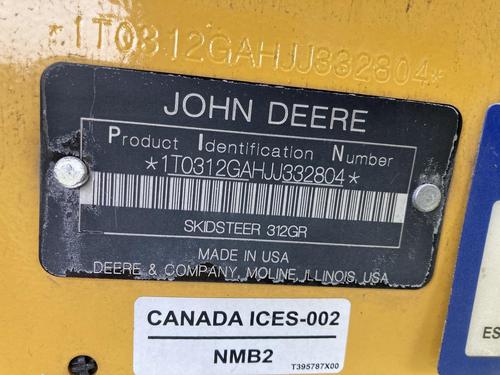 *1T0312GAHJJ332804*
JOHN DEERE
Product Identification Number
*1T0312GAHJJ332804*
SKIDSTEER 312GR
MADE IN USA
DEERE & COMPANY, MOLINE, ILLINOIS, USA
CANADA ICES-002
NMB2
T395787X00
ES